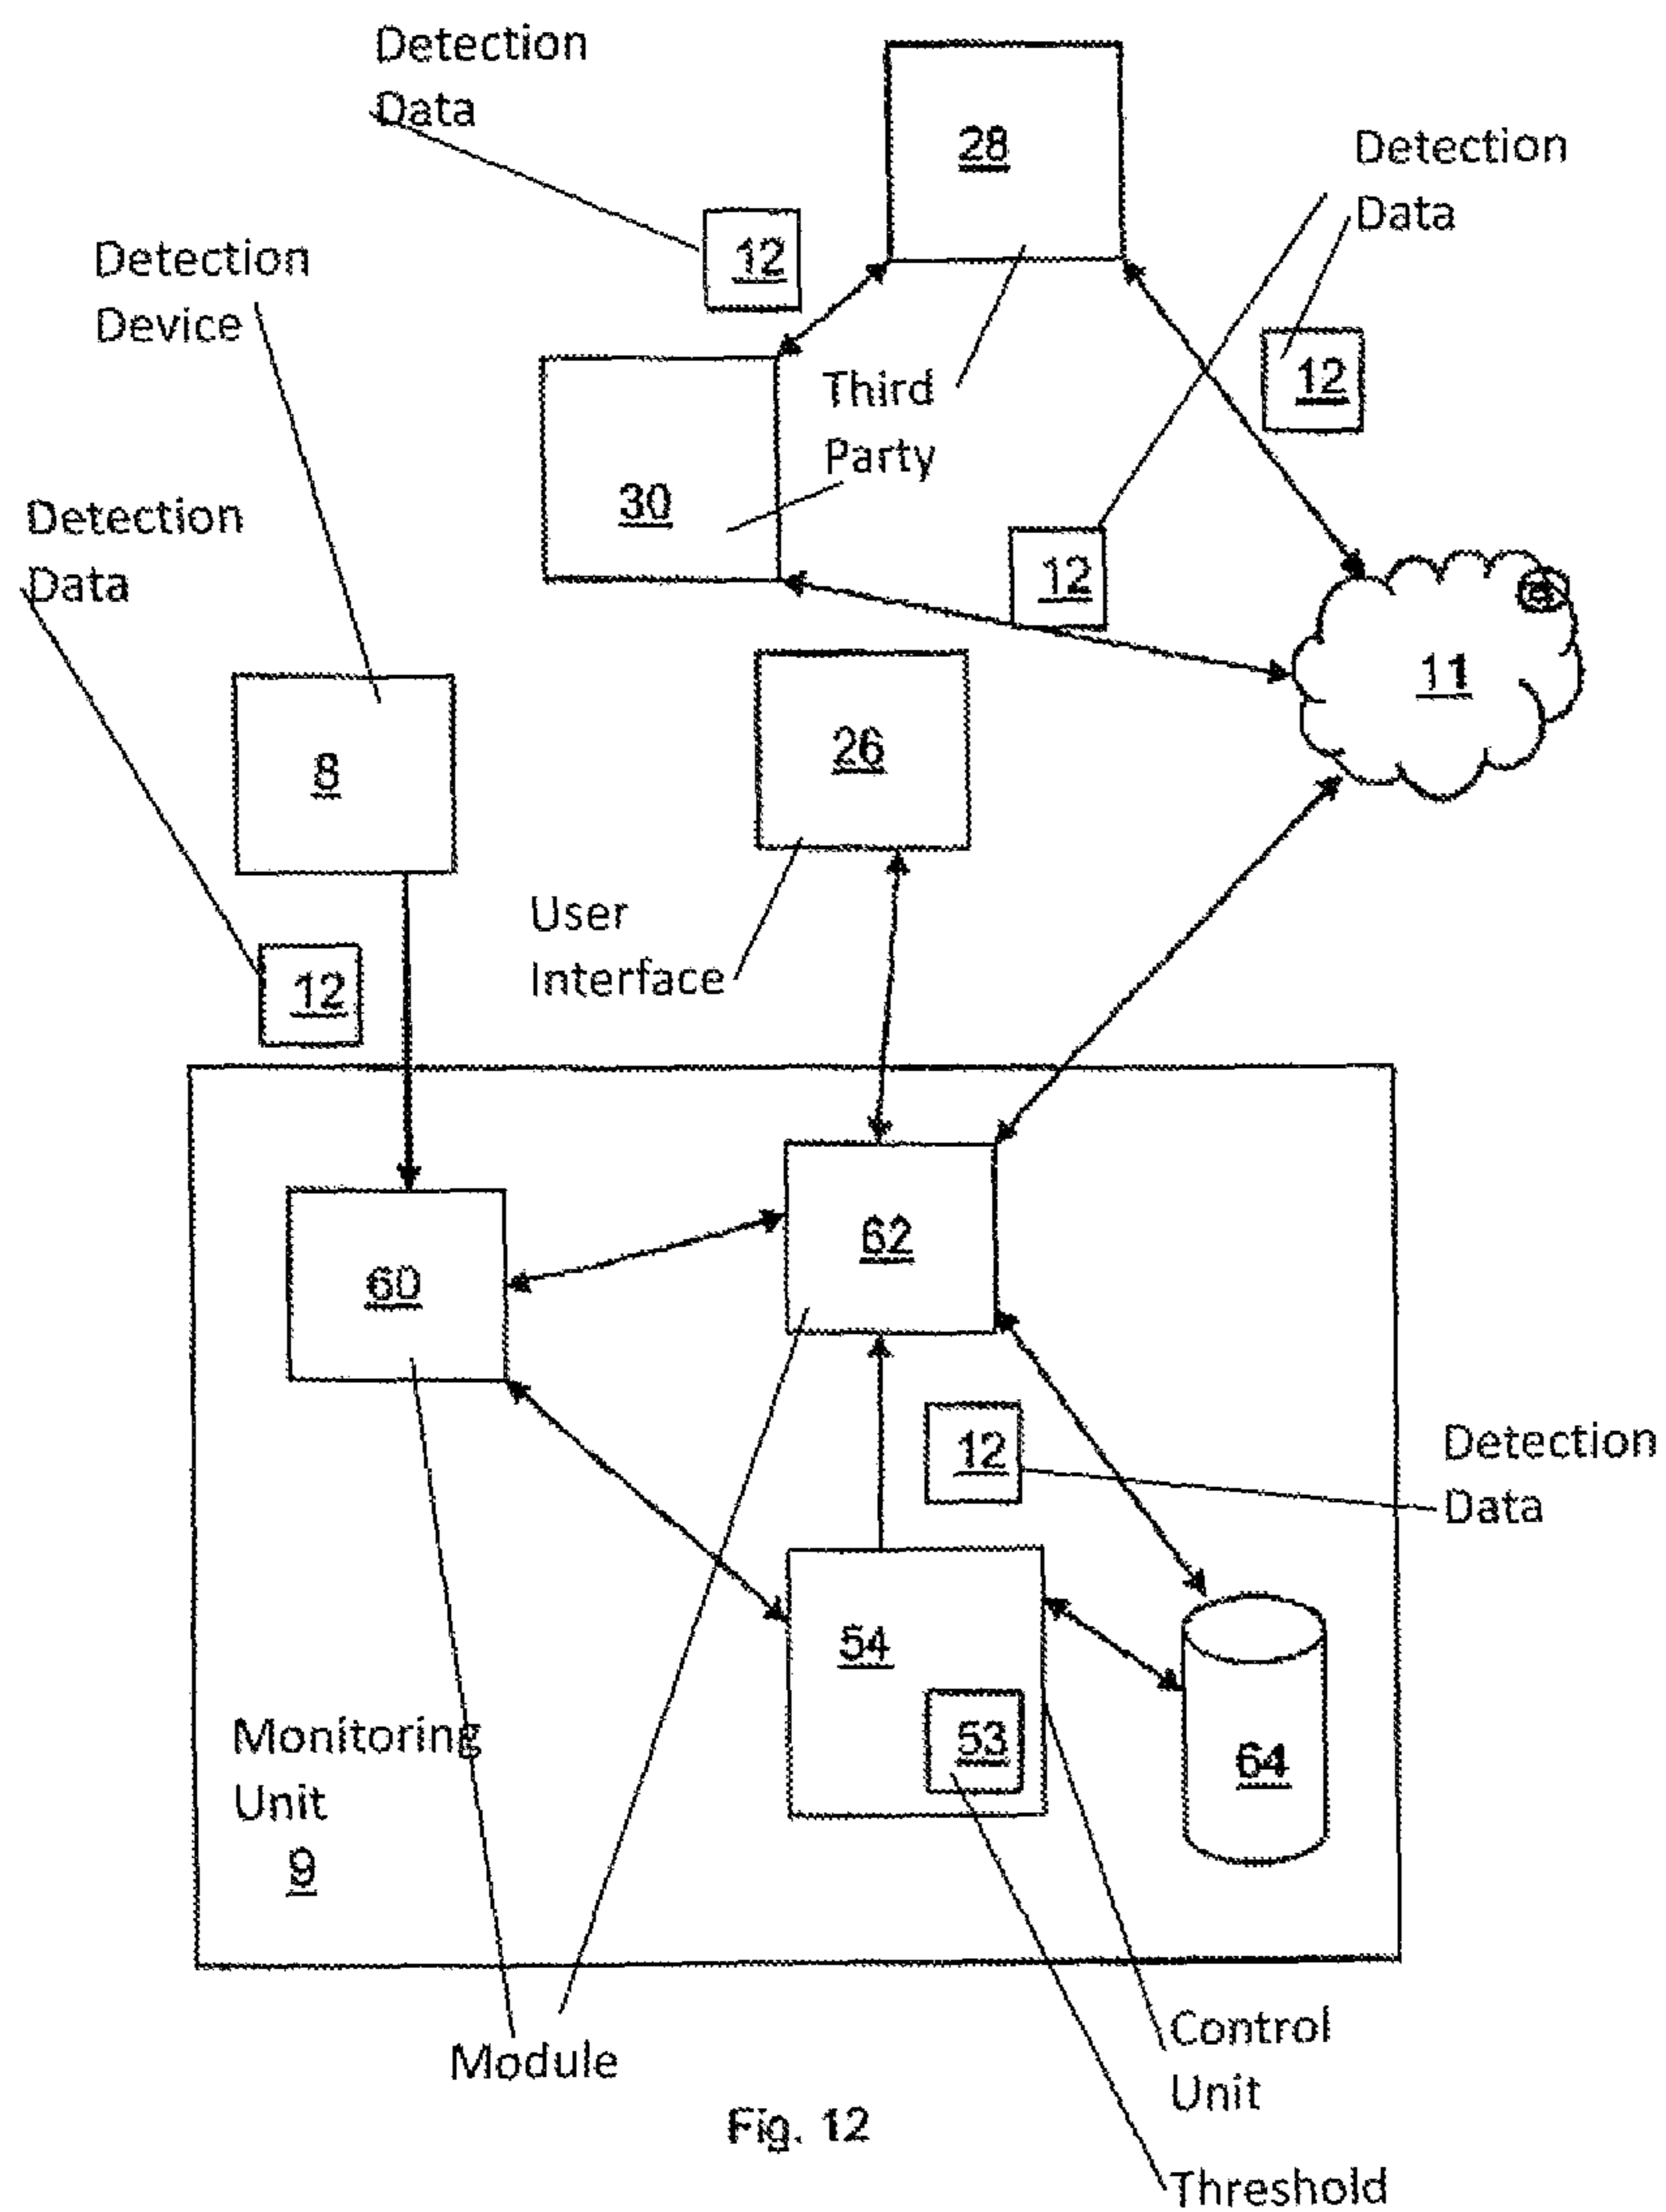 Detection
Data
28
Detection
Data
12
Detection
Device
12
Third
Party
30
Detection
Data
12
11
26
8
User
Interface
12
62
60
12
Detection
Data
54
53
64
Monitoring
Unit
9
Module
Control
Unit
Fig. 12
Threshold